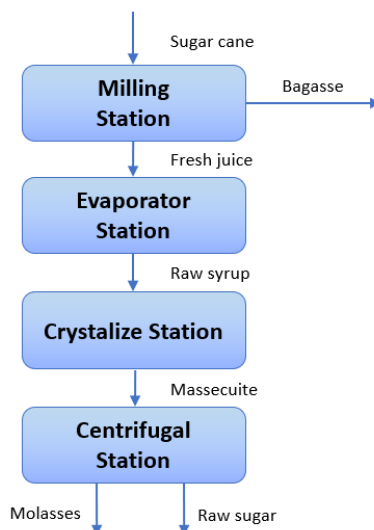 Sugar cane
Milling
Station
Bagasse
Fresh juice
Evaporator
Station
Raw syrup
Crystalize Station
Massecuite
Centrifugal
Station
Molasses
Raw sugar